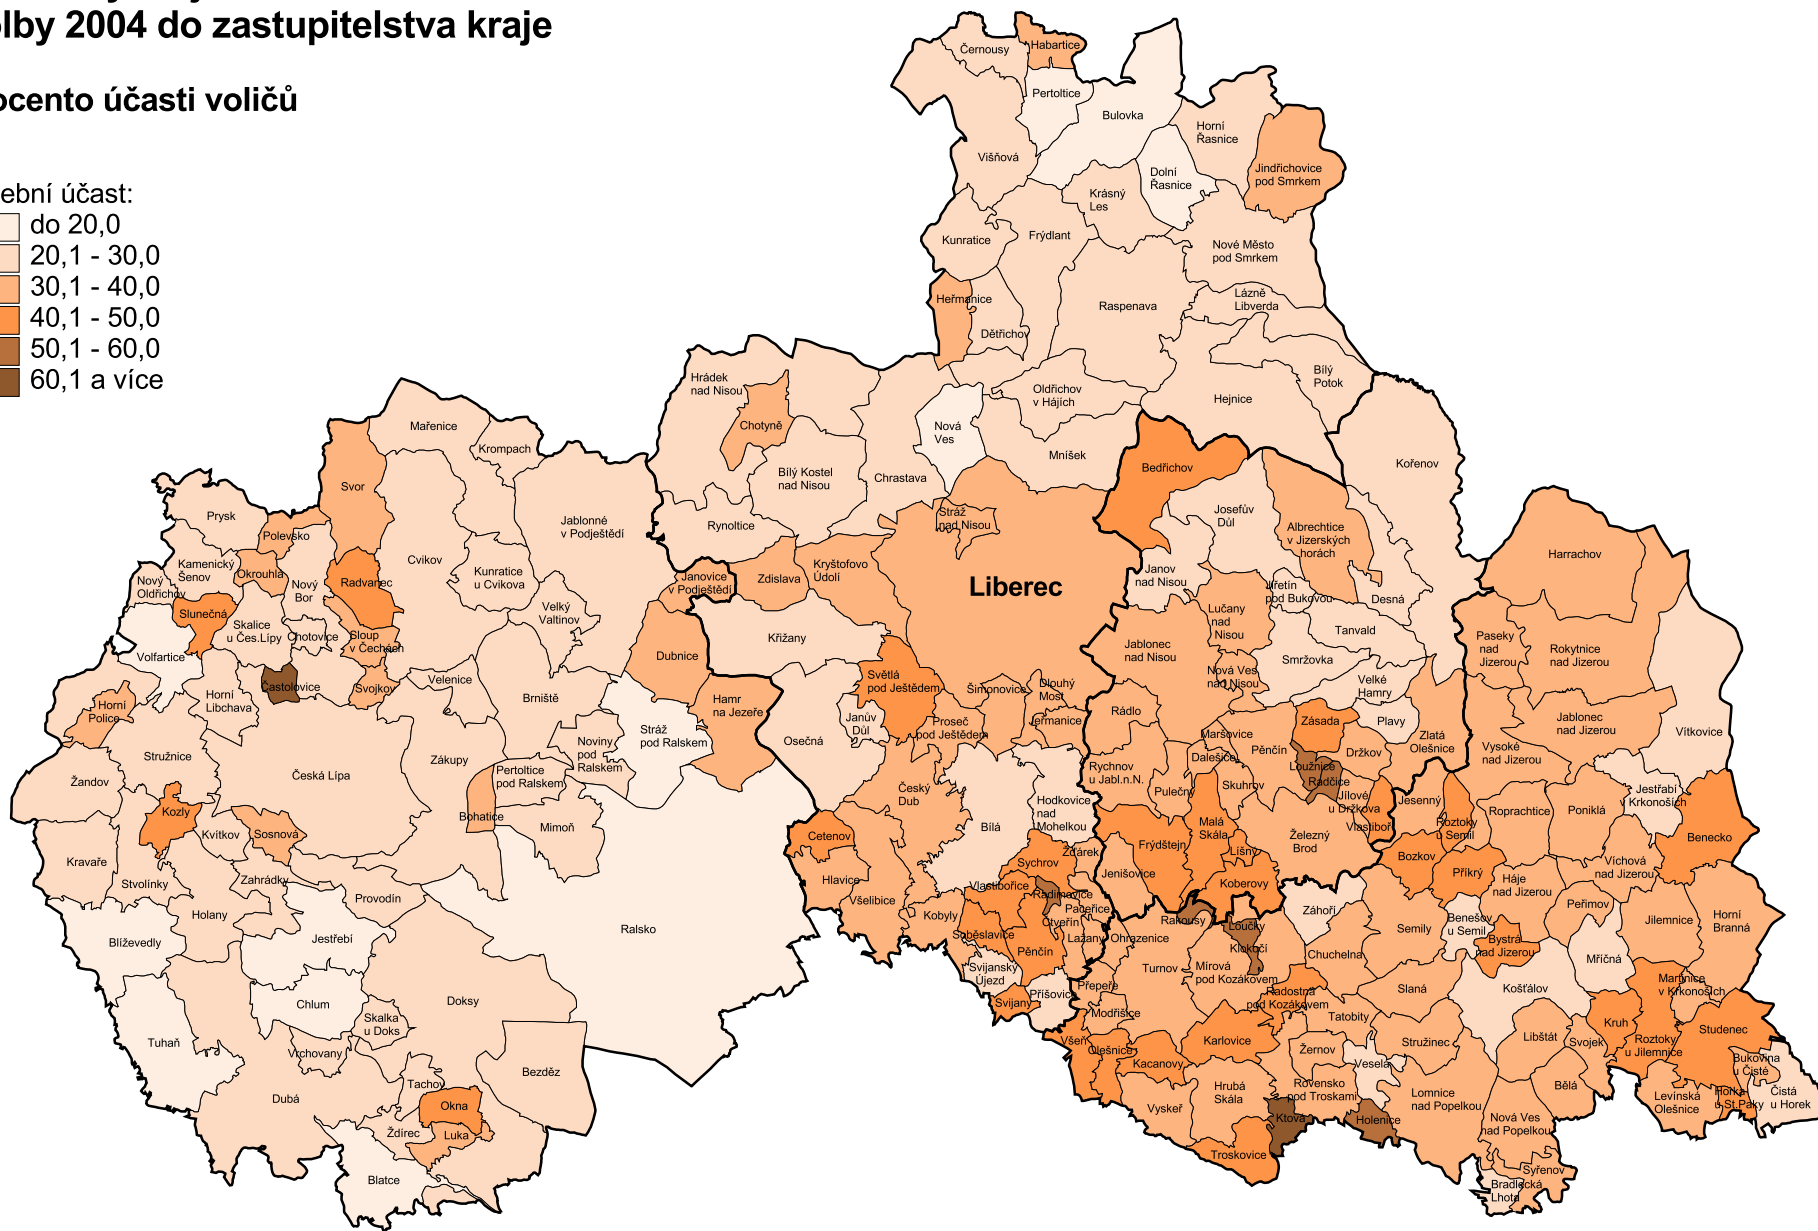 olby 2004 do zastupitelstva kraje
ocento účasti voličů
ební účast:
do 20,0
20,1 - 30,0
30,1 - 40,0
40,1 - 50,0
50,1 - 60,0
60,1 a více
Černousy
Habartice
Pertoltice
Bulovka
Horní
Řasnice
Višňová
Dolní
Řasnice
Jindřichovice
pod Smrkem
Krásný
Les
Kunratice
Frýdlant
Nové Město
pod Smrkem
Heřmanice
Raspenava
Lázně
Libverda
Dětřichov
Bílý
Potok
Hrádek
nad Nisou
Oldřichov
v Hájích
Hejnice
Chotyně
Nová
Ves
Mařenice
Krompach
Mníšek
Bedřichov
Kořenov
Svor
Bílý Kostel
nad Nisou
Chrastava
Prysk
Jablonné
v Podještědí
Rynoltice
Stráž
nad Nisou
Josefův
Důl
Albrechtice
v Jizerských
horách
Polevsko
Harrachov
Kamenický
Šenov
Okrouhla
Cvikov
Kunratice
u Cvikova
Janovice
v Podještědí
Zdislava
Kryštofovo
Údolí
Liberec
Janov
nad Nisou
Nový
Oldřichov
Nový
Bor
Radvanec
Jiřetín
pod Bukovou
Desná
Slunečná
Skalice
u Čes.Lípy
Chotovice
Sloup
v Čechách
Velký
Valtinov
Křižany
Lučany
nad
Nisou
Tanvald
Jablonec
nad Nisou
Paseky
nad
Jizerou
Rokytnice
nad Jizerou
Volfartice
Dubnice
Smržovka
Častolovice
Svojkov
Velenice
Světlá
pod Ještědem
Šimonovice
Dlouhý
Most
Nová Ves
nad Nisou
Velké
Hamry
Horní
Libchava
Brniště
Hamr
na Jezeře
Horní
Police
Janův
Důl
Proseč
pod Ještědem
Jeřmanice
Rádlo
Zásada
Plavy
Jablonec
nad Jizerou
Vítkovice
Stráž
pod Ralskem
Osečná
Maršovice
Pěnčín
Držkov
Zlatá
Olešnice
Vysoké
nad Jizerou
Stružnice
Zákupy
Noviny
pod
Ralskem
Dalešice
Loužnice
Radčice
Žandov
Česká Lípa
Pertoltice
pod Ralskem
Rychnov
u Jabl.n.N.
Pulečný
Skuhrov
Jílové
u Držkova
Jesenný
Jestřabí
v Krkonoších
Český
Dub
Hodkovice
nad
Mohelkou
Roprachtice
Poniklá
Kozly
Kvítkov
Sosnová
Bohatice
Mimoň
Bílá
Malá
Skála
Vlastiboř
Roztoky
u Semil
Benecko
Cetenov
Železný
Brod
Frýdštejn
Líšný
Žďárek
Bozkov
Kravaře
Sychrov
Příkrý
Víchová
nad Jizerou
Stvolínky
Zahrádky
Hlavice
Vlastibořice
Jenišovice
Koberovy
Háje
nad Jizerou
Provodín
Všelibice
Radimovice
Paceřice
Záhoří
Peřimov
Holany
Kobyly
Čtveřín
Rakousy
Loučky
Benešov
u Semil
Jilemnice
Horní
Branná
Blíževedly
Jestřebí
Ralsko
Soběslavice
Pěnčín
Lažany
Ohrazenice
Klokočí
Semily
Bystrá
nad Jizerou
Chuchelna
Mříčná
Svijanský
Újezd
Turnov
Mírová
pod Kozákovem
Martinice
v Krkonoších
Chlum
Doksy
Svijany
Příšovice
Přepeře
Radostná
pod Kozákovem
Slaná
Košťálov
Modřišice
Tatobity
Skalka
u Doks
Kruh
Studenec
Tuhaň
Všeň
Olešnice
Karlovice
Stružinec
Libštát
Svojek
Roztoky
u Jilemnice
Vrchovany
Žernov
Kacanovy
Veselá
Bukovina
u Čisté
Bezděz
Tachov
Hrubá
Skála
Rovensko
pod Troskami
Lomnice
nad Popelkou
Bělá
Levínská
Olešnice
Horka
u St.Paky
Čistá
u Horek
Dubá
Okna
Vyskeř
Ktová
Holenice
Nová Ves
nad Popelkou
Ždírec
Luka
Troskovice
Syřenov
Blatce
Bradlecká
Lhota